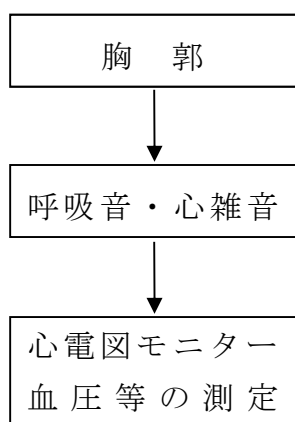 胸　郭
呼吸音・心雑音
心電図モニター
血圧等の測定